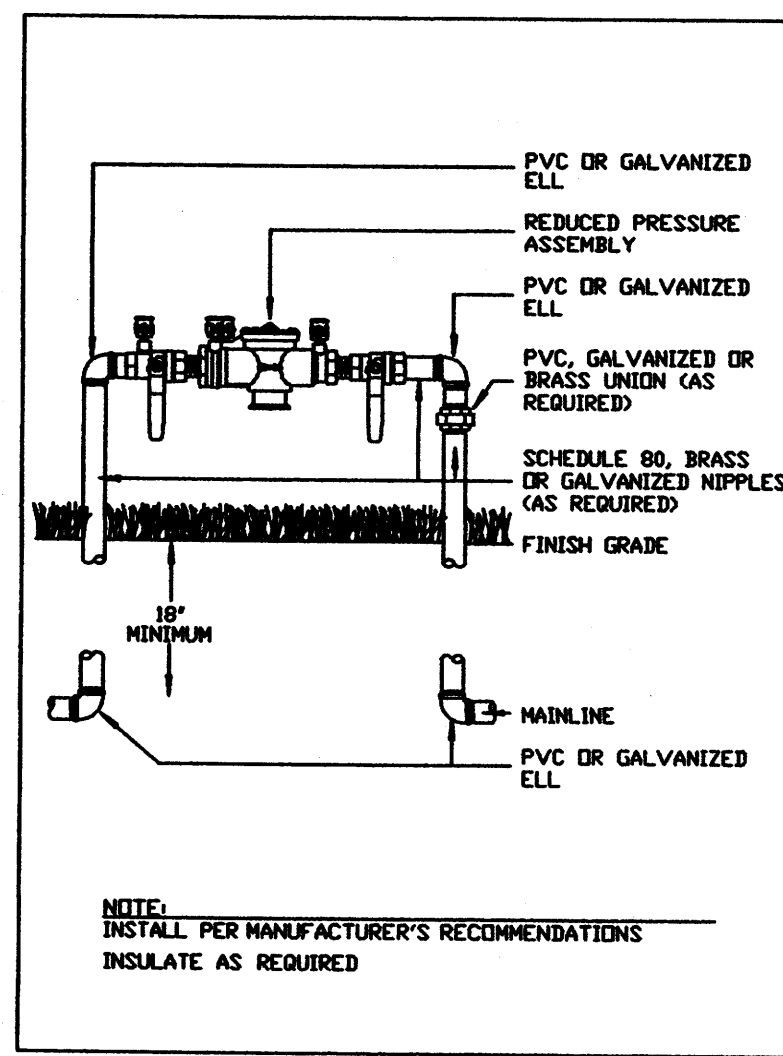 PVC OR GALVANIZED
ELL
REDUCED PRESSURE
ASSEMBLY
PVC OR GALVANIZED
ELL
PVC, GALVANIZED OR
BRASS UNION (AS
REQUIRED)
SCHEDULE 80, BRASS
OR GALVANIZED NIPPLES
(AS REQUIRED)
FINISH GRADE
18"
MINIMUM
MAINLINE
PVC OR GALVANIZED
ELL
NOTE:
INSTALL PER MANUFACTURER'S RECOMMENDATIONS
INSULATE AS REQUIRED